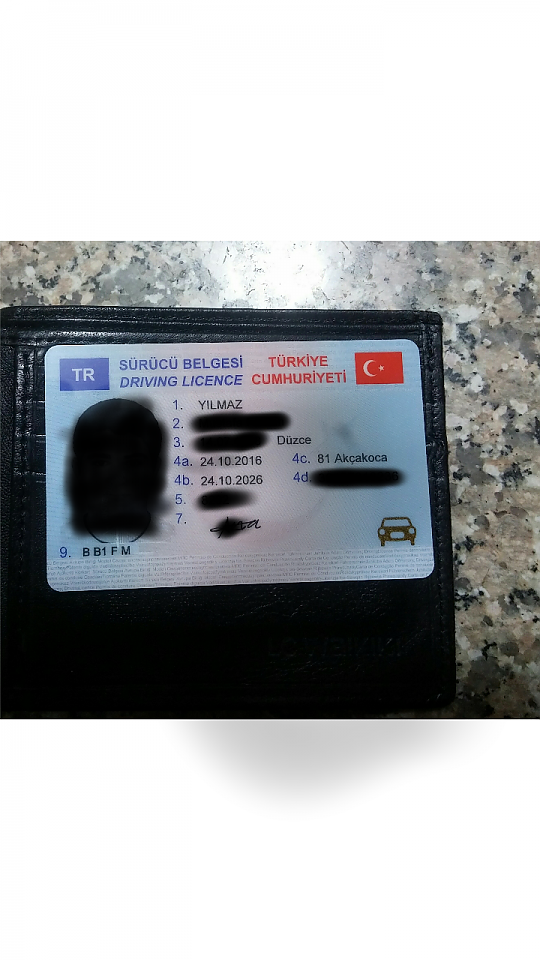 TR
SÜRÜCÜ BELGESİ TÜRKİYE
DRIVING LICENCE CUMHURİYETİ
1. YILMAZ
2.
3. Düzce
4a. 24.10.2016 4c. 81 Akçakoca
4b. 24.10.2026 4d
5.
7.
9. B B1 F M